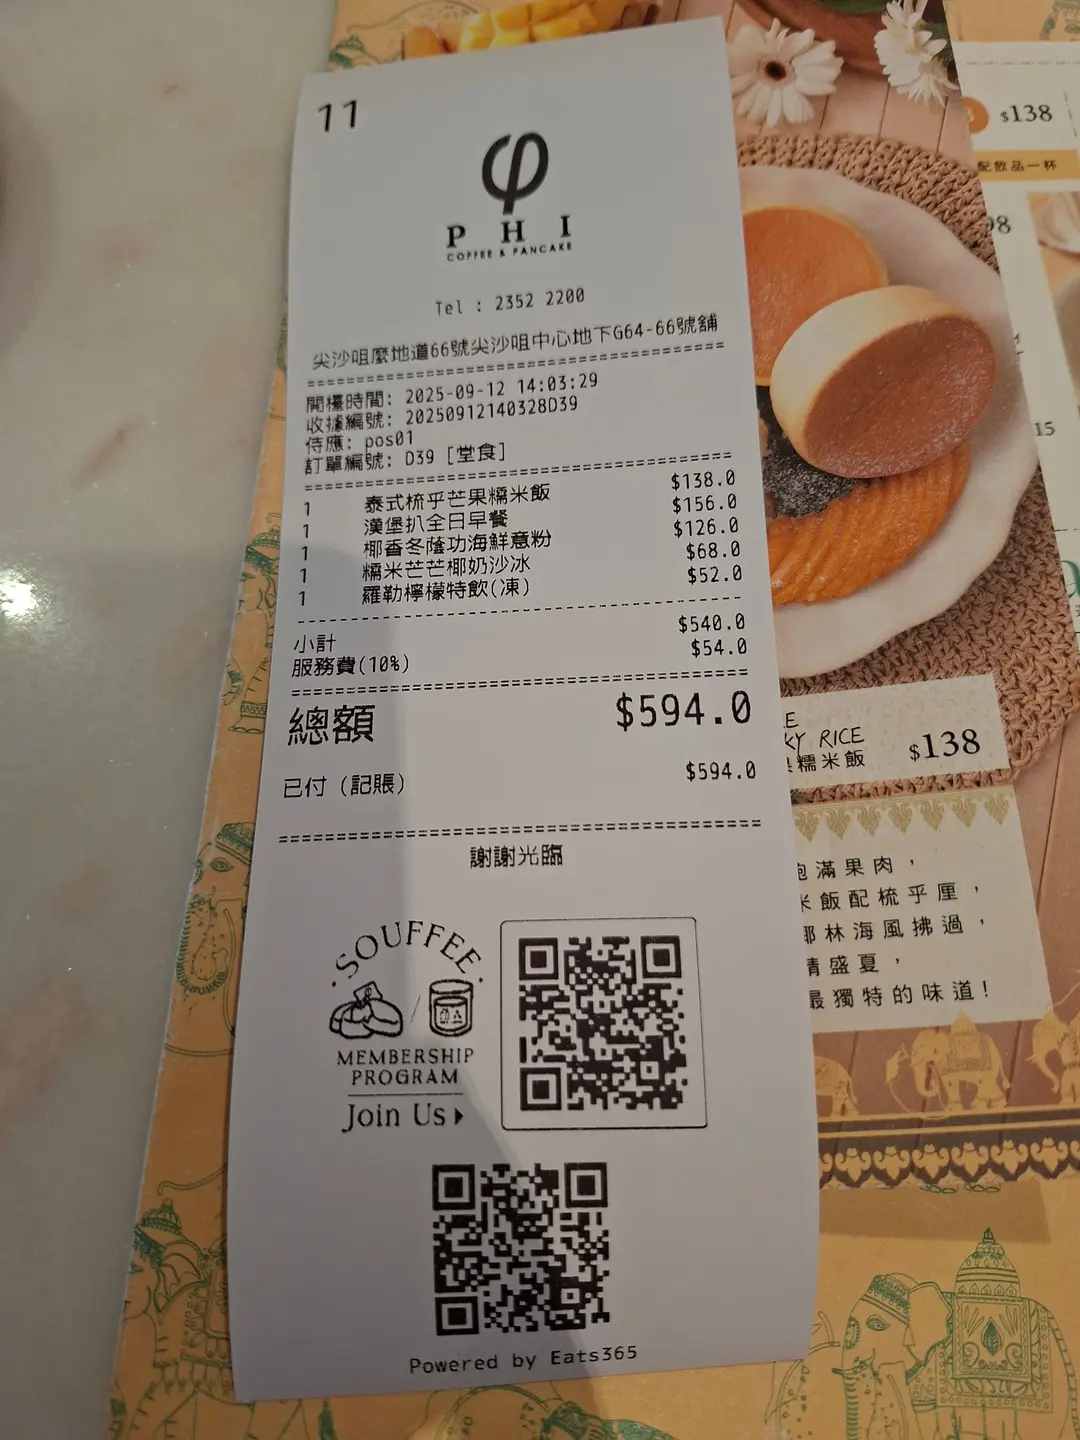 11
PHI
COFFEE & PANCAKE
Tel : 2352 2200
尖沙咀麼地道66號尖沙咀中心地下G64-66號舖
開檯時間: 2025-09-12 14:03:29
收據編號: 20250912140328D39
侍應: pos01
訂單編號: D39 [堂食]
1 泰式梳乎芒果糯米飯 $138.0
1 漢堡扒全日早餐 $156.0
1 椰香冬蔭功海鮮意粉 $126.0
1 糯米芒芒椰奶沙冰 $68.0
1 羅勒檸檬特飲(凍) $52.0
小計 $540.0
服務費(10%) $54.0
總額 $594.0
已付 (記賬) $594.0
謝謝光臨
SOUFFEE
MEMBERSHIP
PROGRAM
Join Us
Powered by Eats365
$138
配飲品一杯
98
15
KY RICE
糯米飯 $138
滿果肉，
米飯配梳乎厘，
椰林海風拂過，
情盛夏，
最獨特的味道!